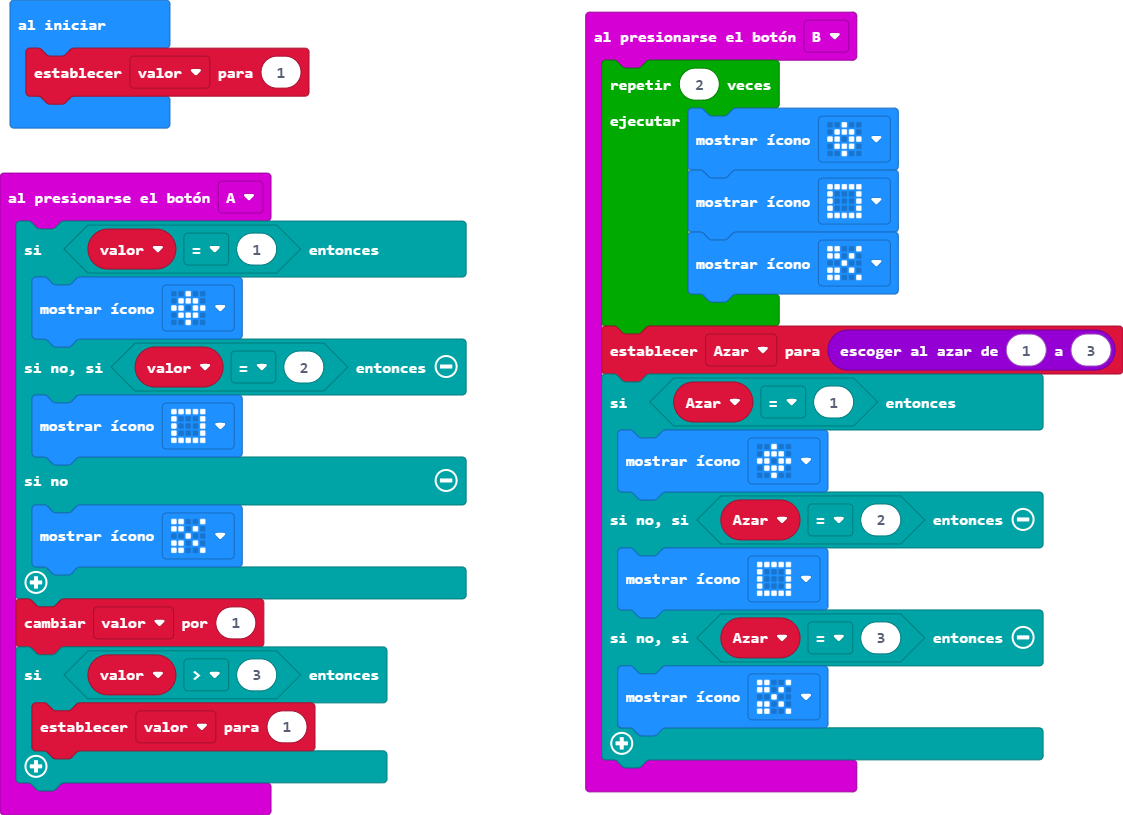 al iniciar
establecer valor para 1
al presionarse el botón A
si valor = 1 entonces
mostrar ícono
si no, si valor = 2 entonces
mostrar ícono
si no
mostrar ícono
cambiar valor por 1
si valor > 3 entonces
establecer valor para 1
al presionarse el botón B
repetir 2 veces
ejecutar
mostrar ícono
mostrar ícono
mostrar ícono
establecer Azar para escoger al azar de 1 a 3
si Azar = 1 entonces
mostrar ícono
si no, si Azar = 2 entonces
mostrar ícono
si no, si Azar = 3 entonces
mostrar ícono